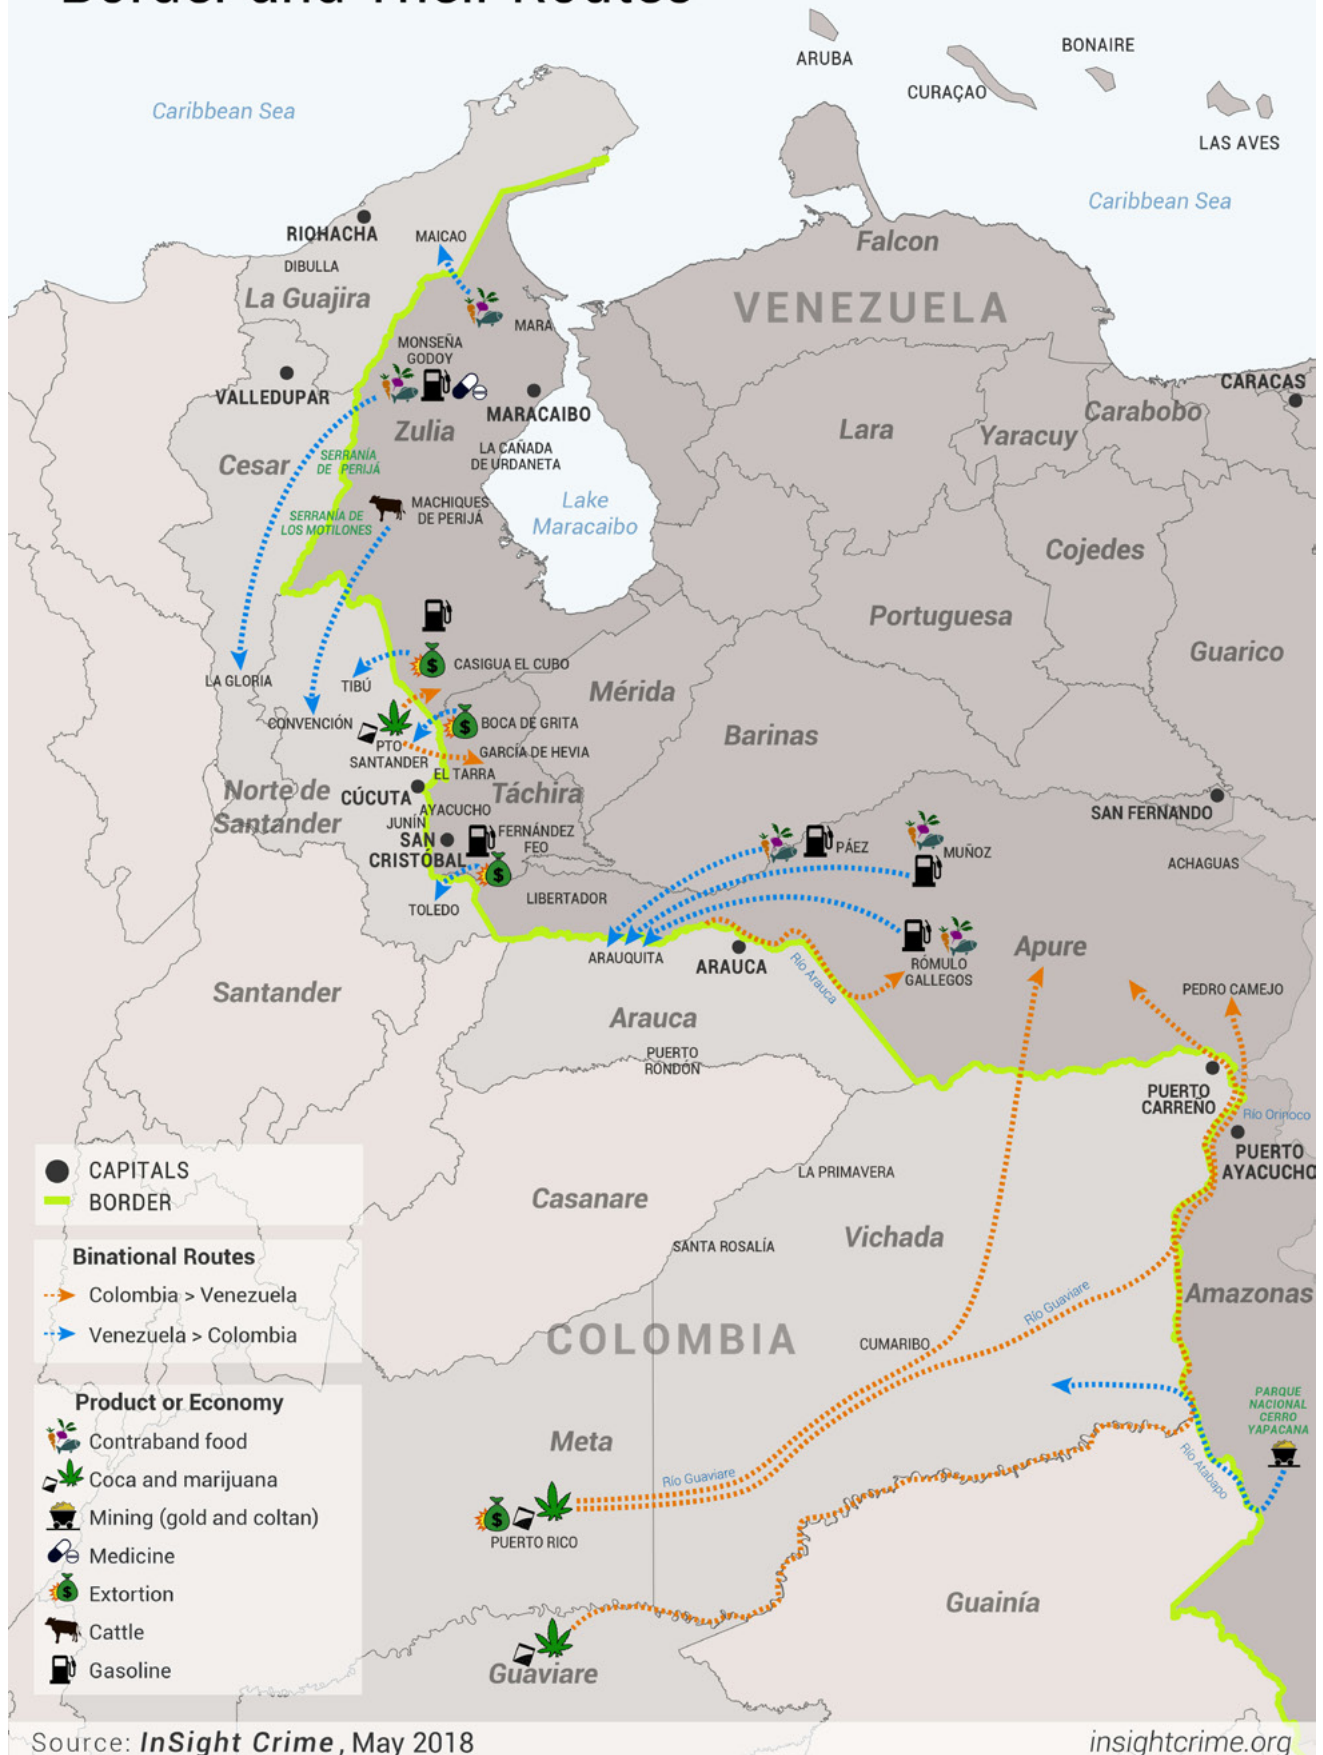 Border and Their Routes
ARUBA
BONAIRE
CURAÇAO
LAS AVES
Caribbean Sea
Caribbean Sea
RIOHACHA
MAICAO
DIBULLA
La Guajira
Falcon
VENEZUELA
MARA
MONSEÑA
GODOY
VALLEDUPAR
MARACAIBO
CARACAS
Carabobo
Zulia
Lara
Yaracuy
LA CAÑADA
DE URDANETA
Cesar
SERRANÍA
DE PERIJÁ
MACHIQUES
DE PERIJÁ
SERRANÍA DE
LOS MOTILONES
Lake
Maracaibo
Cojedes
Portuguesa
Guarico
CASIGUA EL CUBO
LA GLORIA
TIBÚ
Mérida
CONVENCIÓN
BOCA DE GRITA
Barinas
PTO
SANTANDER
GARCÍA DE HEVIA
EL TARRA
Norte de
Santander
CÚCUTA
Táchira
AYACUCHO
JUNÍN
SAN
CRISTÓBAL
FERNÁNDEZ
FEO
SAN FERNANDO
PÁEZ
MUÑOZ
ACHAGUAS
TOLEDO
LIBERTADOR
ARAUQUITA
ARAUCA
Río Arauca
RÓMULO
GALLEGOS
Apure
PEDRO CAMEJO
Santander
Arauca
PUERTO
RONDÓN
PUERTO
CARREÑO
Río Orinoco
PUERTO
AYACUCHO
LA PRIMAVERA
Casanare
Vichada
SANTA ROSALÍA
Amazonas
Río Guaviare
COLOMBIA
CUMARIBO
PARQUE
NACIONAL
CERRO
YAPACANA
Meta
Río Guaviare
Río Atabapo
PUERTO RICO
Guainía
Guaviare
CAPITALS
BORDER
Binational Routes
Colombia > Venezuela
Venezuela > Colombia
Product or Economy
Contraband food
Coca and marijuana
Mining (gold and coltan)
Medicine
Extortion
Cattle
Gasoline
Source: InSight Crime, May 2018
insightcrime.org